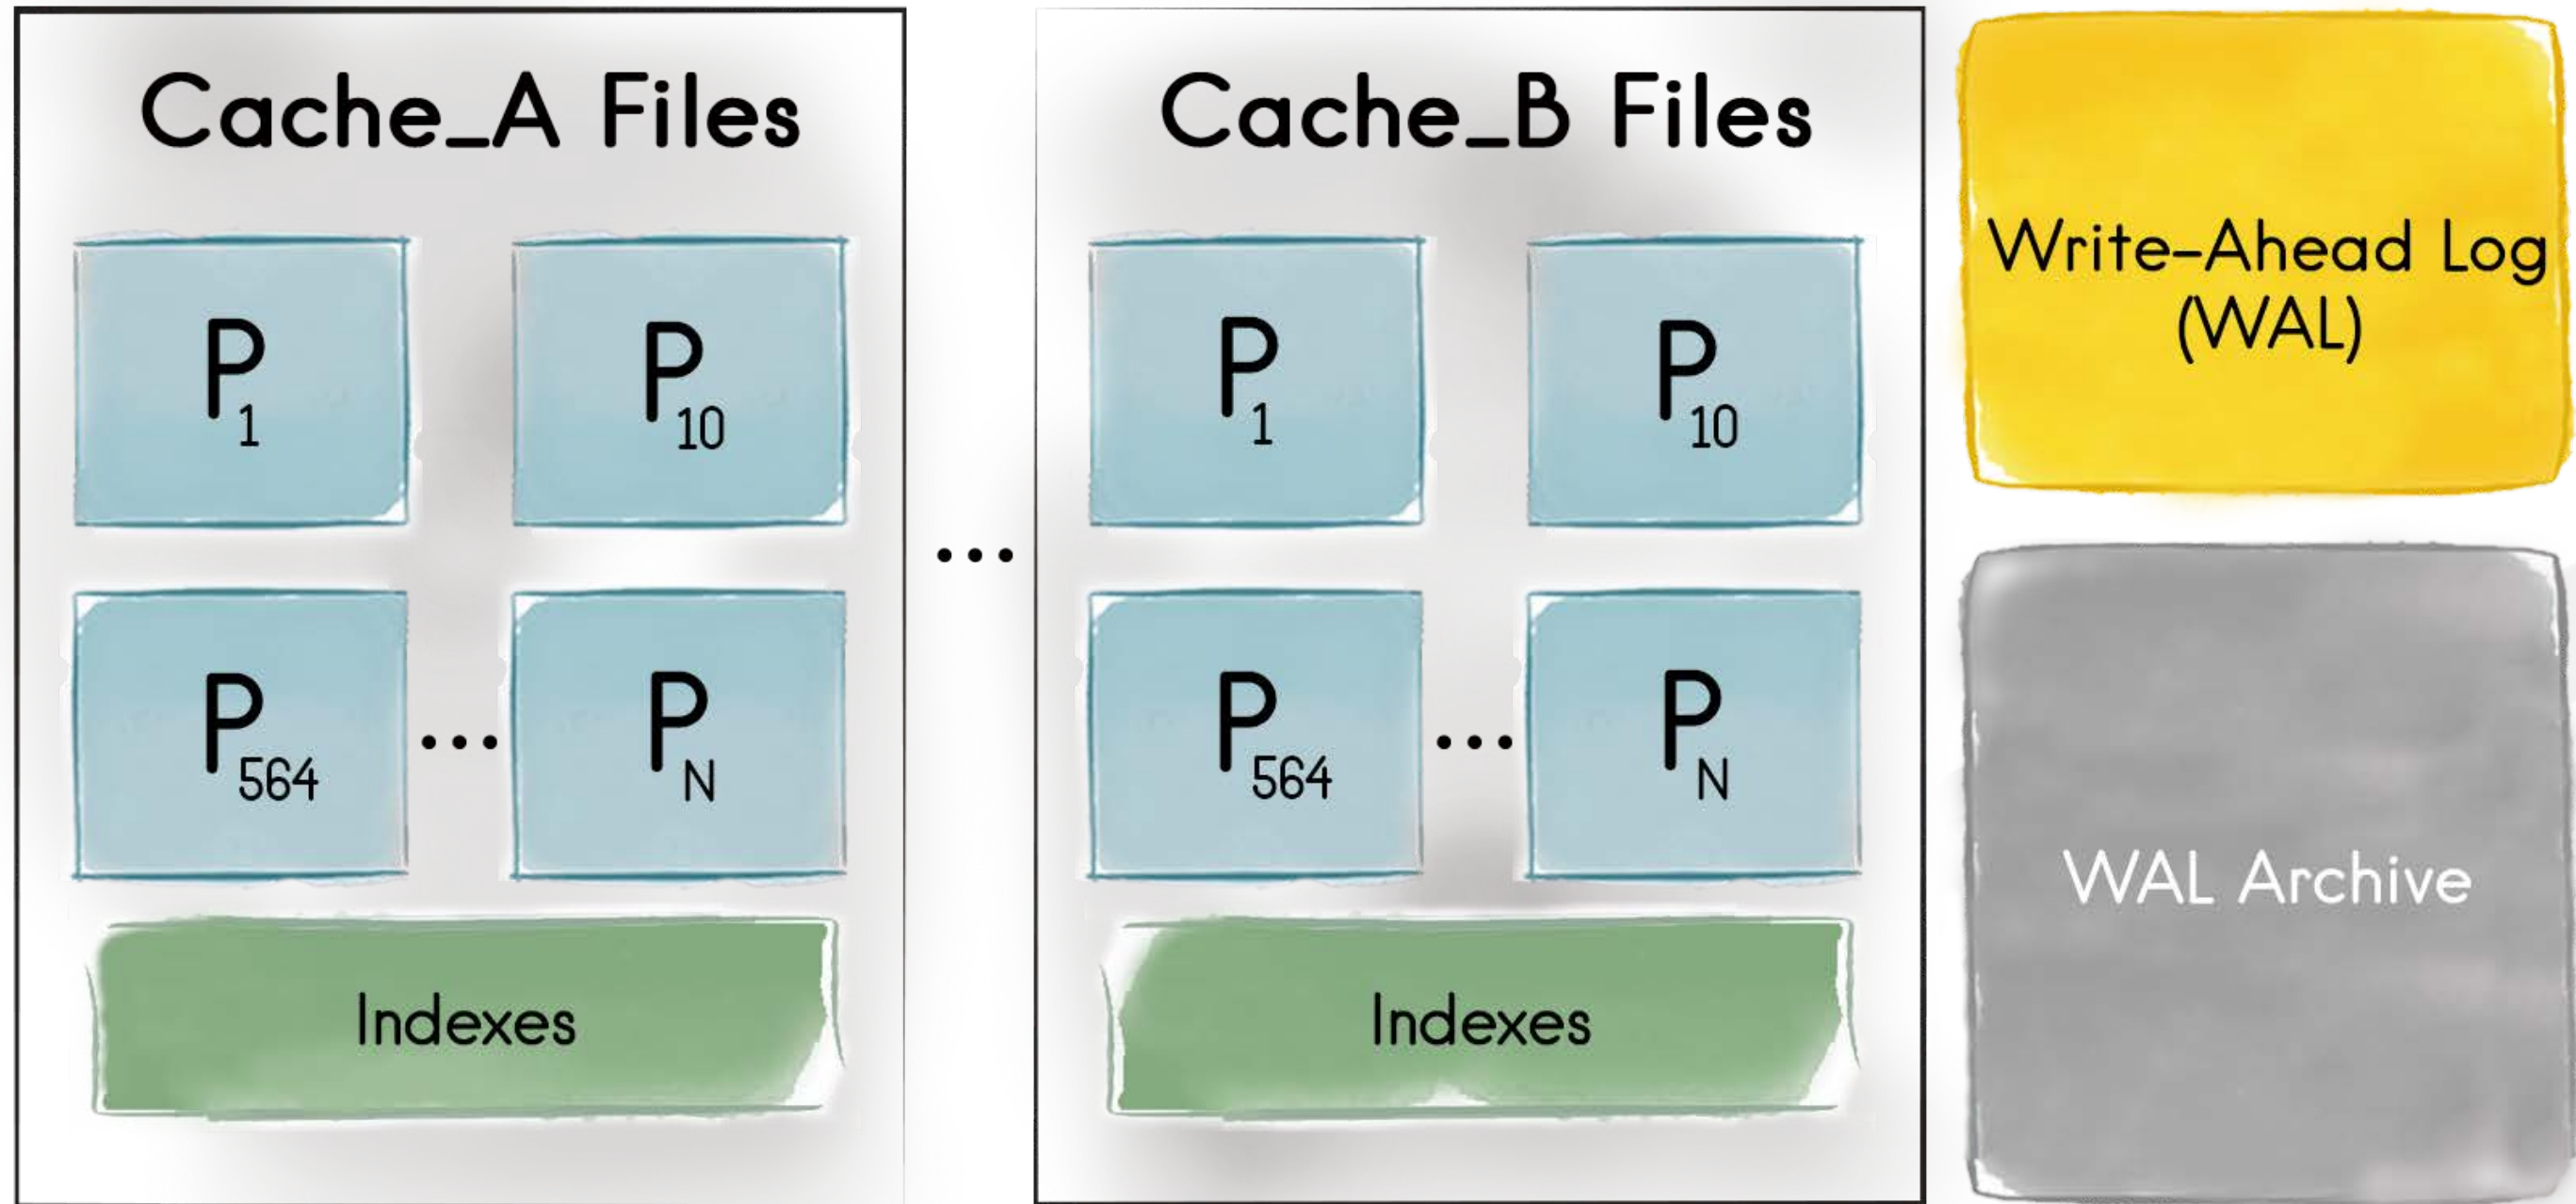 Cache_A Files
P1
P10
P564
...
PN
Indexes
...
Cache_B Files
P1
P10
P564
...
PN
Indexes
Write-Ahead Log
(WAL)
WAL Archive